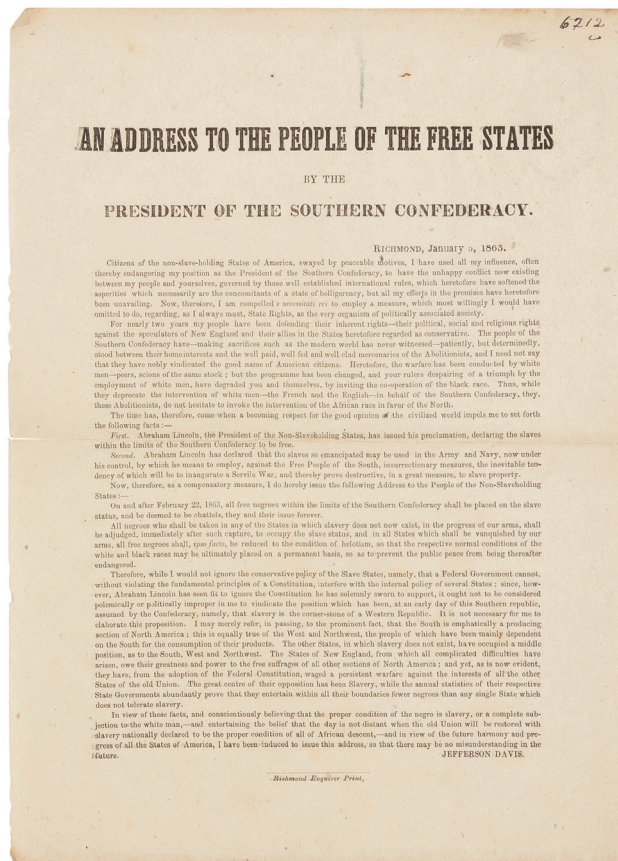 6212
AN ADDRESS TO THE PEOPLE OF THE FREE STATES
BY THE
PRESIDENT OF THE SOUTHERN CONFEDERACY.
RICHMOND, January 5, 1863.
Citizens of the non-slave-holding States of America, swayed by peaceable motives, I have used all my influence, often
thereby endangering my position as the President of the Southern Confederacy, to have the unhappy conflict now existing
between my people and yourselves, governed by those well established international rules, which heretofore have softened the
asperities which necessarily are the concomitants of a state of belligerency, but all my efforts in the premises have heretofore
been unavailing. Now, therefore, I am compelled e necessitati rei to employ a measure, which most willingly I would have
omitted to do, regarding, as I always must, State Rights, as the very organism of politically associated society.
For nearly two years my people have been defending their inherent rights—their political, social and religious rights
against the speculators of New England and their allies in the States heretofore regarded as conservative. The people of the
Southern Confederacy have—making sacrifices such as the modern world has never witnessed—patiently, but determinedly,
stood between their home interests and the well paid, well fed and well clad mercenaries of the Abolitionists, and I need not say
that they have nobly vindicated the good name of American citizens. Heretofore, the warfare has been conducted by white
men—peers, scions of the same stock; but the programme has been changed, and your rulers despairing of a triumph by the
employment of white men, have degraded you and themselves, by inviting the co-operation of the black race. Thus, while
they deprecate the intervention of white men—the French and the English—in behalf of the Southern Confederacy, they,
these Abolitionists, do not hesitate to invoke the intervention of the African race in favor of the North.
The time has, therefore, come when a becoming respect for the good opinion of the civilized world impels me to set forth
the following facts:—
First. Abraham Lincoln, the President of the Non-Slaveholding States, has issued his proclamation, declaring the slaves
within the limits of the Southern Confederacy to be free.
Second. Abraham Lincoln has declared that the slaves so emancipated may be used in the Army and Navy, now under
his control, by which he means to employ, against the Free People of the South, insurrectionary measures, the inevitable ten-
dency of which will be to inaugurate a Servile War, and thereby prove destructive, in a great measure, to slave property.
Now, therefore, as a compensatory measure, I do hereby issue the following Address to the People of the Non-Slaveholding
States:—
On and after February 22, 1863, all free negroes within the limits of the Southern Confederacy shall be placed on the slave
status, and be deemed to be chattels, they and their issue forever.
All negroes who shall be taken in any of the States in which slavery does not now exist, in the progress of our arms, shall
be adjudged, immediately after such capture, to occupy the slave status, and in all States which shall be vanquished by our
arms, all free negroes shall, ipso facto, be reduced to the condition of helotism, so that the respective normal conditions of the
white and black races may be ultimately placed on a permanent basis, so as to prevent the public peace from being thereafter
endangered.
Therefore, while I would not ignore the conservative policy of the Slave States, namely, that a Federal Government cannot,
without violating the fundamental principles of a Constitution, interfere with the internal policy of several States; since, how-
ever, Abraham Lincoln has seen fit to ignore the Constitution he has solemnly sworn to support, it ought not to be considered
polemically or politically improper in me to vindicate the position which has been, at an early day of this Southern republic,
assumed by the Confederacy, namely, that slavery is the corner-stone of a Western Republic. It is not necessary for me to
elaborate this proposition. I may merely refer, in passing, to the prominent fact, that the South is emphatically a producing
section of North America; this is equally true of the West and Northwest, the people of which have been mainly dependent
on the South for the consumption of their products. The other States, in which slavery does not exist, have occupied a middle
position, as to the South, West and Northwest. The States of New England, from which all complicated difficulties have
arisen, owe their greatness and power to the free suffrages of all other sections of North America; and yet, as is now evident,
they have, from the adoption of the Federal Constitution, waged a persistent warfare against the interests of all the other
States of the old Union. The great centre of their opposition has been Slavery, while the annual statistics of their respective
State Governments abundantly prove that they entertain within all their boundaries fewer negroes than any single State which
does not tolerate slavery.
In view of these facts, and conscientiously believing that the proper condition of the negro is slavery, or a complete sub-
jection to the white man,—and entertaining the belief that the day is not distant when the old Union will be restored with
slavery nationally declared to be the proper condition of all of African descent,—and in view of the future harmony and pro-
gress of all the States of America, I have been induced to issue this address, so that there may be no misunderstanding in the
future. JEFFERSON DAVIS.
Richmond Enquirer Print,